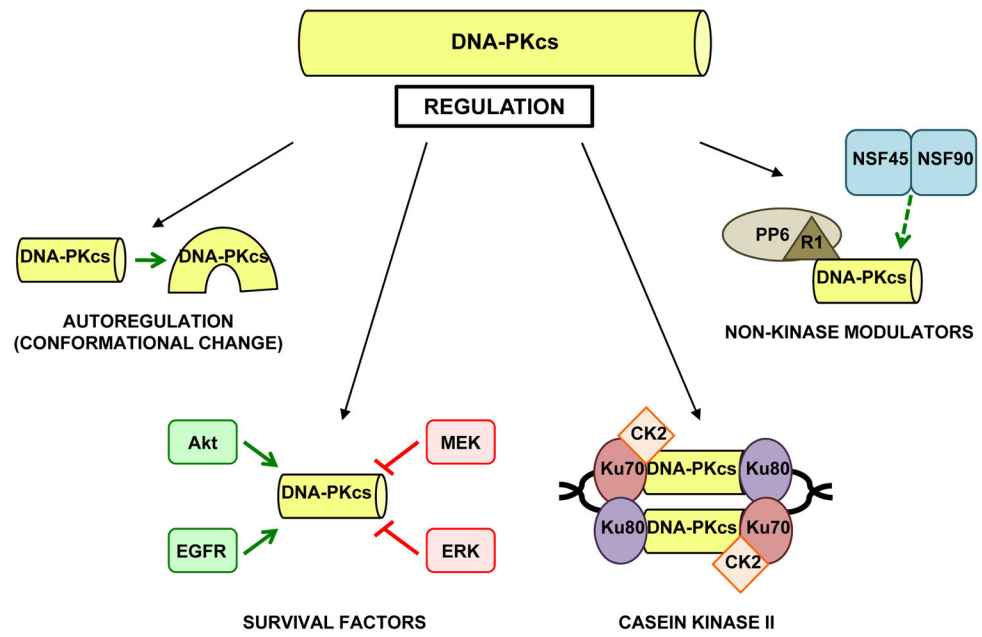 DNA-PKcs
REGULATION
NSF45 NSF90
PP6
R1
DNA-PKcs
NON-KINASE MODULATORS
DNA-PKcs
DNA-PKcs
AUTOREGULATION
(CONFORMATIONAL CHANGE)
Akt
MEK
DNA-PKcs
EGFR
ERK
SURVIVAL FACTORS
CK2
Ku70 DNA-PKcs Ku80
Ku80 DNA-PKcs Ku70
CK2
CASEIN KINASE II